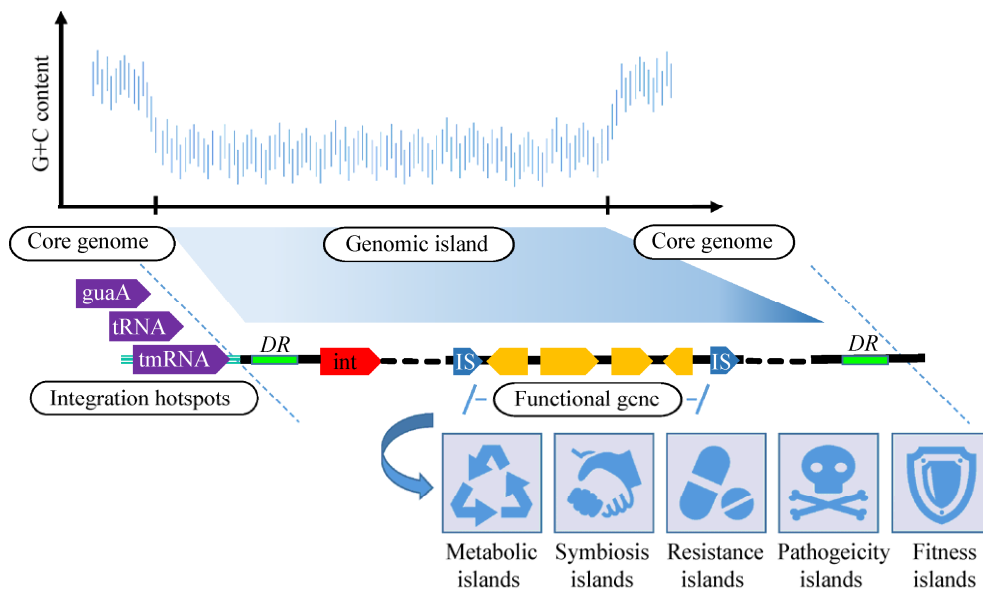 G+C content
Core genome
Genomic island
Core genome
guaA
tRNA
tmRNA
DR
int
IS
IS
DR
Integration hotspots
Functional gcnc
Metabolic
islands
Symbiosis
islands
Resistance
islands
Pathogeicity
islands
Fitness
islands